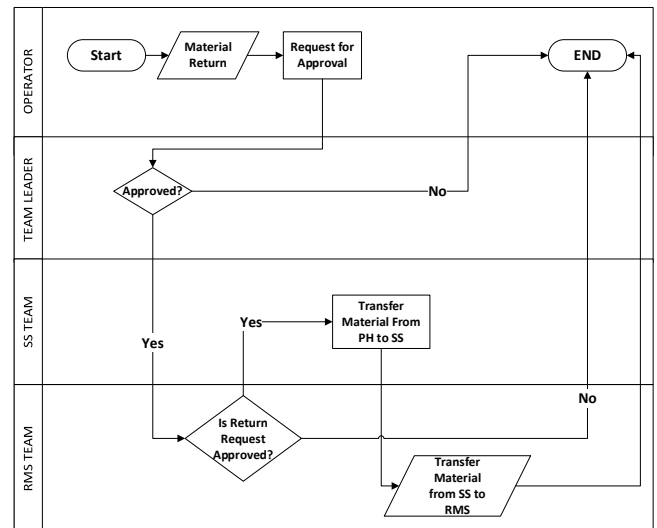 OPERATOR
Start
Material
Return
Request for
Approval
END
TEAM LEADER
Approved?
No
SS TEAM
Yes
Yes
Transfer
Material From
PH to SS
No
RMS TEAM
Is Return
Request
Approved?
Transfer
Material
from SS to
RMS